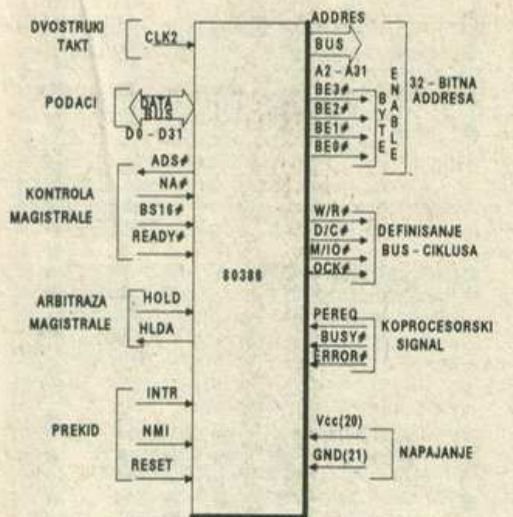 DVOSTRUKI
TAKT
CLK2
PODACI
DATA
BUS
D0 - D31
KONTROLA
MAGISTRALE
ADS#
NA#
BS16#
READY#
ARBITRAZA
MAGISTRALE
HOLD
HLDA
PREKID
INTR
NMI
RESET
80386
ADDRES
BUS
A2 - A31
BE3#
BE2#
BE1#
BE0#
BYTE
ENABLE
32 - BITNA
ADDRESA
W/R#
D/C#
M/IO#
OCK#
DEFINISANJE
BUS - CIKLUSA
PEREQ
BUSY#
ERROR#
KOPROCESORSKI
SIGNAL
Vcc(20)
GND(21)
NAPAJANJE